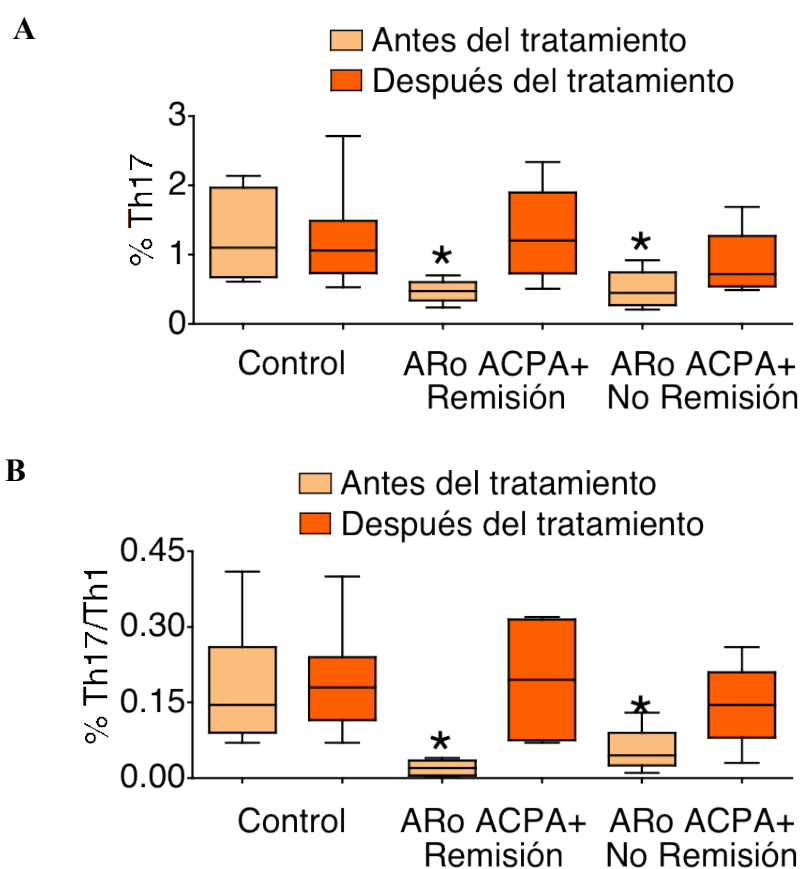 A
Antes del tratamiento
Después del tratamiento
% Th17
3
2
1
0
*
*
Control
ARo ACPA+
Remisión
ARo ACPA+
No Remisión
B
Antes del tratamiento
Después del tratamiento
% Th17/Th1
0.45
0.30
0.15
0.00
*
*
Control
ARo ACPA+
Remisión
ARo ACPA+
No Remisión